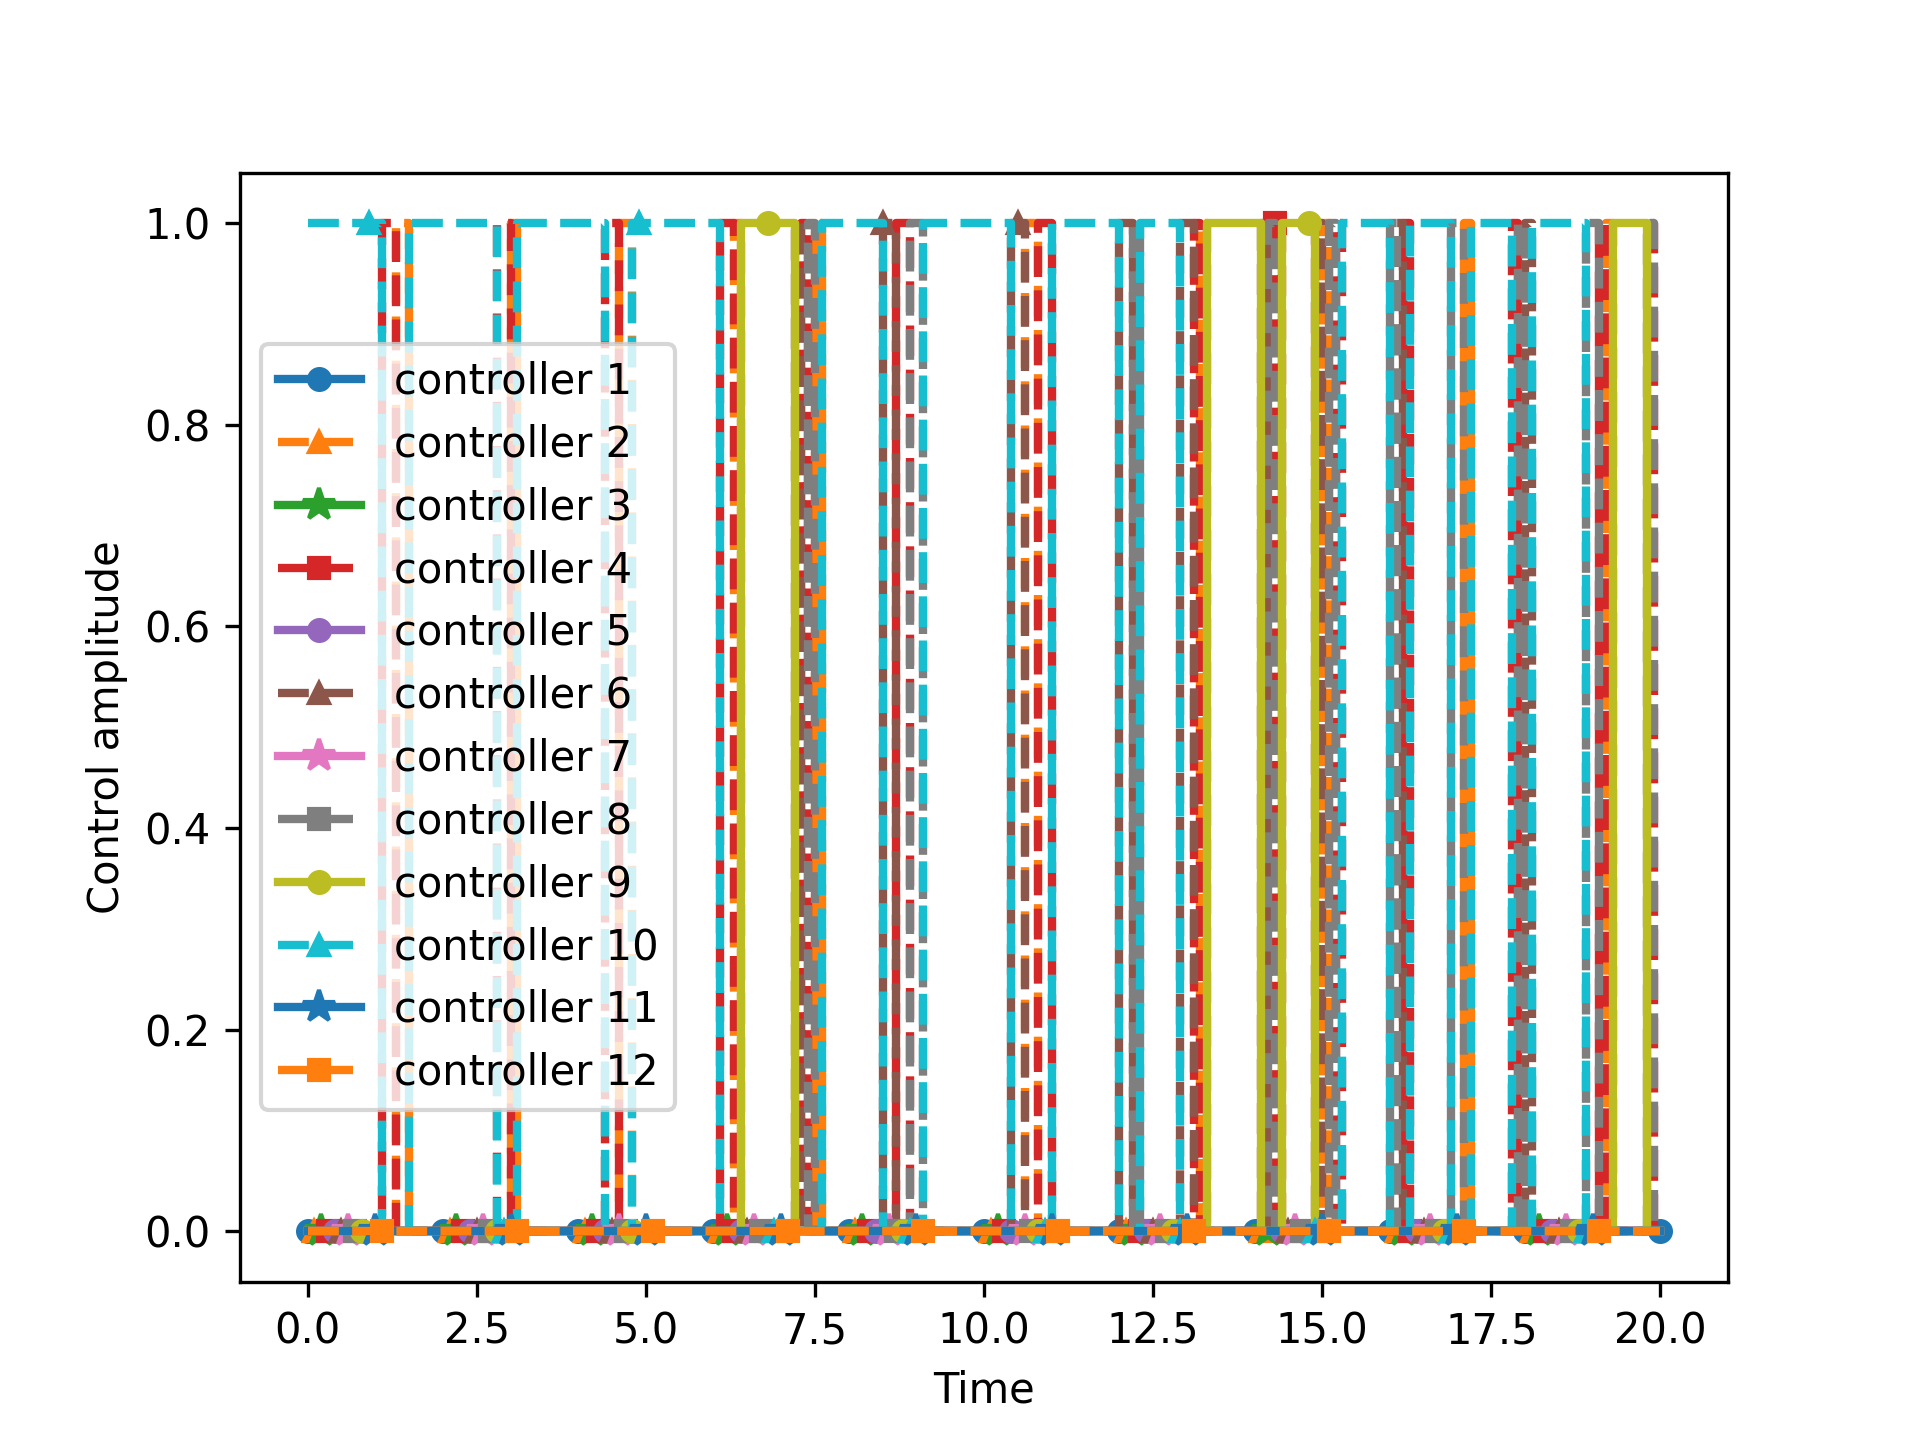 1.0
0.8
0.6
0.4
0.2
0.0
Control amplitude
controller 1
controller 2
controller 3
controller 4
controller 5
controller 6
controller 7
controller 8
controller 9
controller 10
controller 11
controller 12
0.0 2.5 5.0 7.5 10.0 12.5 15.0 17.5 20.0
Time